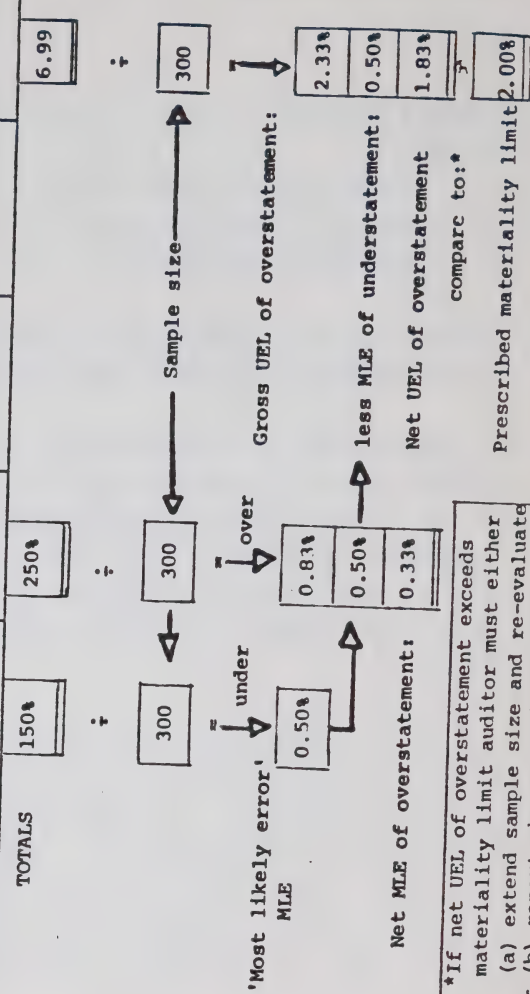 TOTALS 150% 250% 6.99
÷ ÷ ÷
300 300 Sample size 300
= under = over =
'Most likely error' MLE
0.50% 0.83% Gross UEL of overstatement: 2.33%
0.50% less MLE of understatement: 0.50%
Net MLE of overstatement: 0.33% Net UEL of overstatement 1.83%
compare to:*
Prescribed materiality limit 2.00%
*If net UEL of overstatement exceeds
materiality limit auditor must either
(a) extend sample size and re-evaluate
(b)